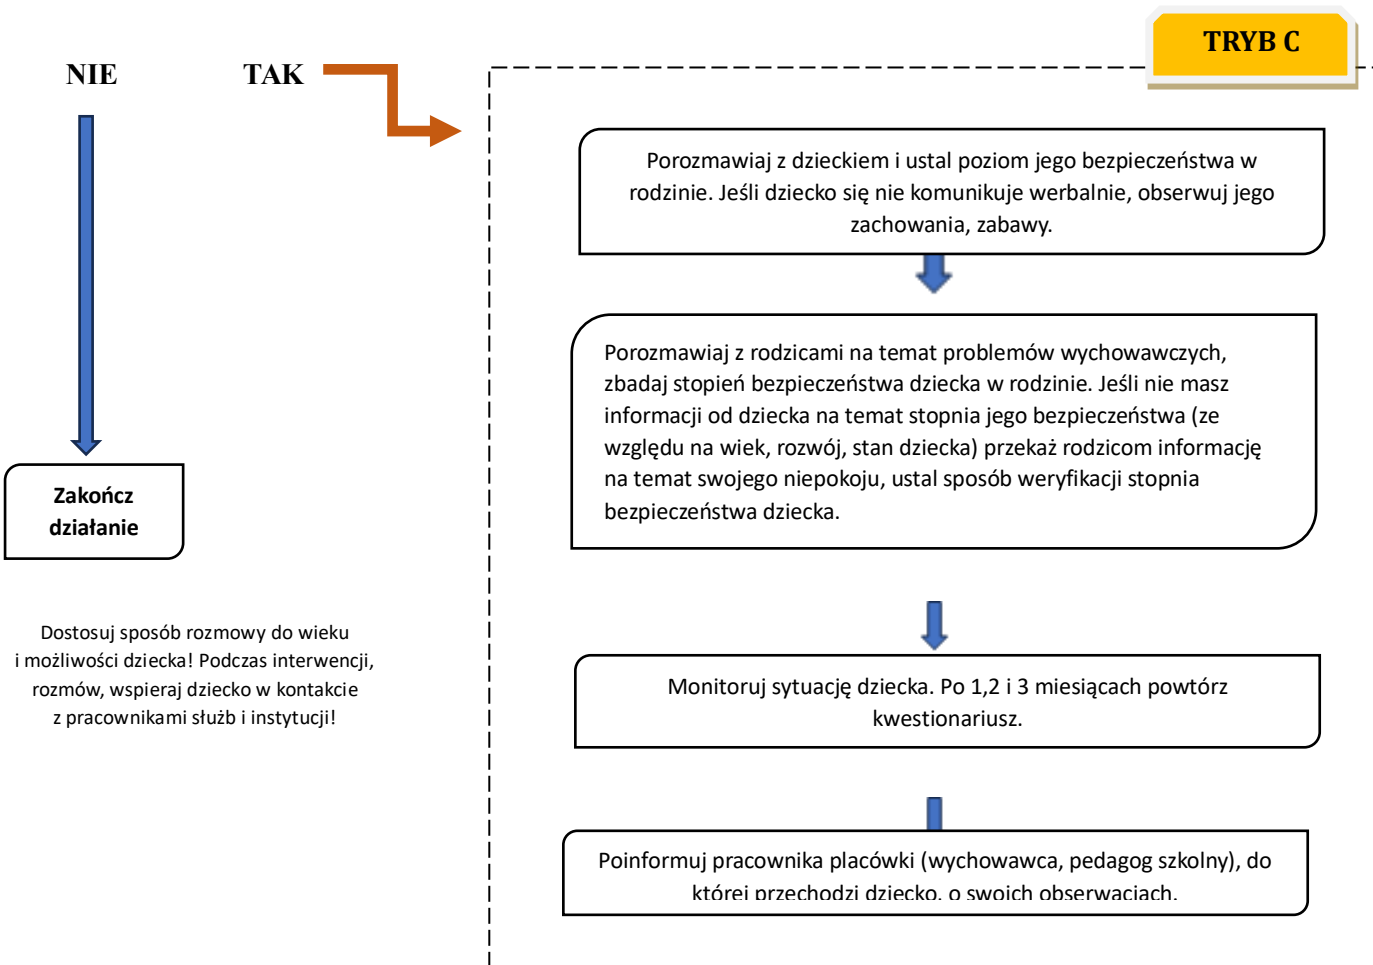 TRYB C
NIE
TAK
Porozmawiaj z dzieckiem i ustal poziom jego bezpieczeństwa w
rodzinie. Jeśli dziecko się nie komunikuje werbalnie, obserwuj jego
zachowania, zabawy.
Porozmawiaj z rodzicami na temat problemów wychowawczych,
zbadaj stopień bezpieczeństwa dziecka w rodzinie. Jeśli nie masz
informacji od dziecka na temat stopnia jego bezpieczeństwa (ze
względu na wiek, rozwój, stan dziecka) przekaż rodzicom informację
na temat swojego niepokoju, ustal sposób weryfikacji stopnia
bezpieczeństwa dziecka.
Zakończ
działanie
Dostosuj sposób rozmowy do wieku
i możliwości dziecka! Podczas interwencji,
rozmów, wspieraj dziecko w kontakcie
z pracownikami służb i instytucji!
Monitoruj sytuację dziecka. Po 1,2 i 3 miesiącach powtórz
kwestionariusz.
Poinformuj pracownika placówki (wychowawca, pedagog szkolny), do
której przechodzi dziecko, o swoich obserwacjach.